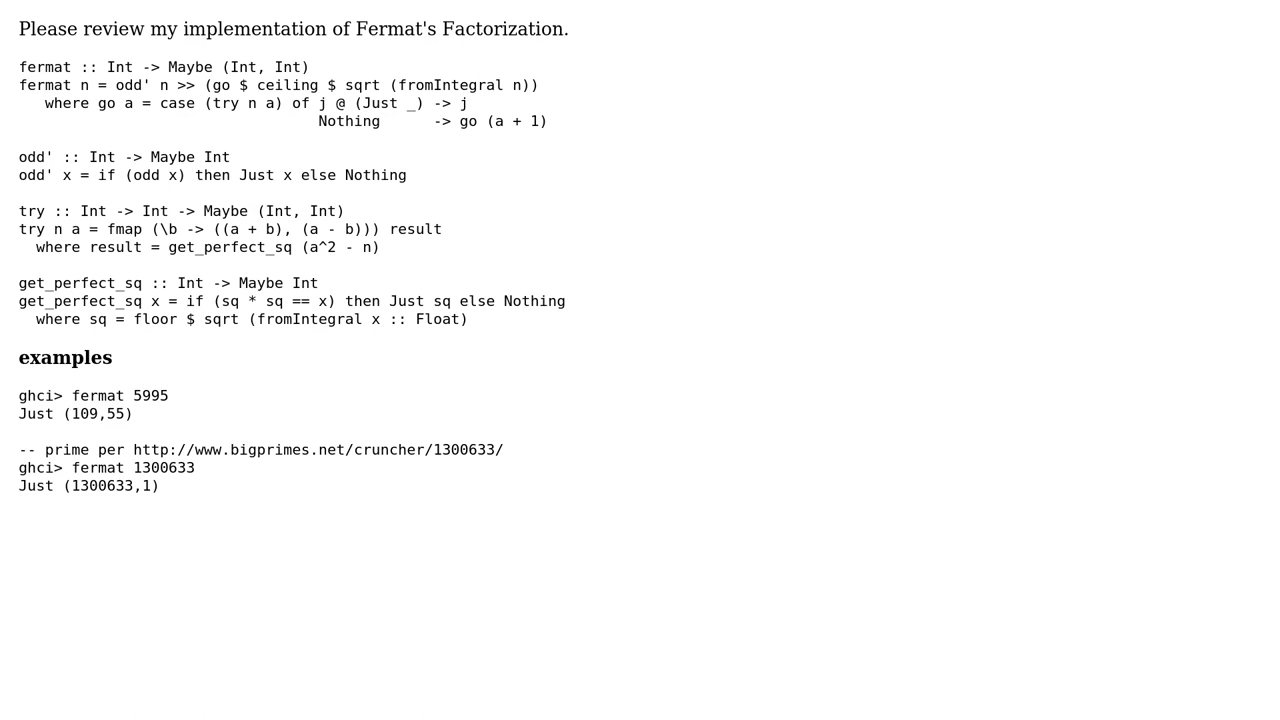 Please review my implementation of Fermat's Factorization.
fermat :: Int -> Maybe (Int, Int)
fermat n = odd' n >> (go $ ceiling $ sqrt (fromIntegral n))
   where go a = case (try n a) of j @ (Just _) -> j
                                  Nothing      -> go (a + 1)
odd' :: Int -> Maybe Int
odd' x = if (odd x) then Just x else Nothing
try :: Int -> Int -> Maybe (Int, Int)
try n a = fmap (\b -> ((a + b), (a - b))) result
  where result = get_perfect_sq (a^2 - n)
get_perfect_sq :: Int -> Maybe Int
get_perfect_sq x = if (sq * sq == x) then Just sq else Nothing
  where sq = floor $ sqrt (fromIntegral x :: Float)
examples
ghci> fermat 5995
Just (109,55)
-- prime per http://www.bigprimes.net/cruncher/1300633/
ghci> fermat 1300633
Just (1300633,1)